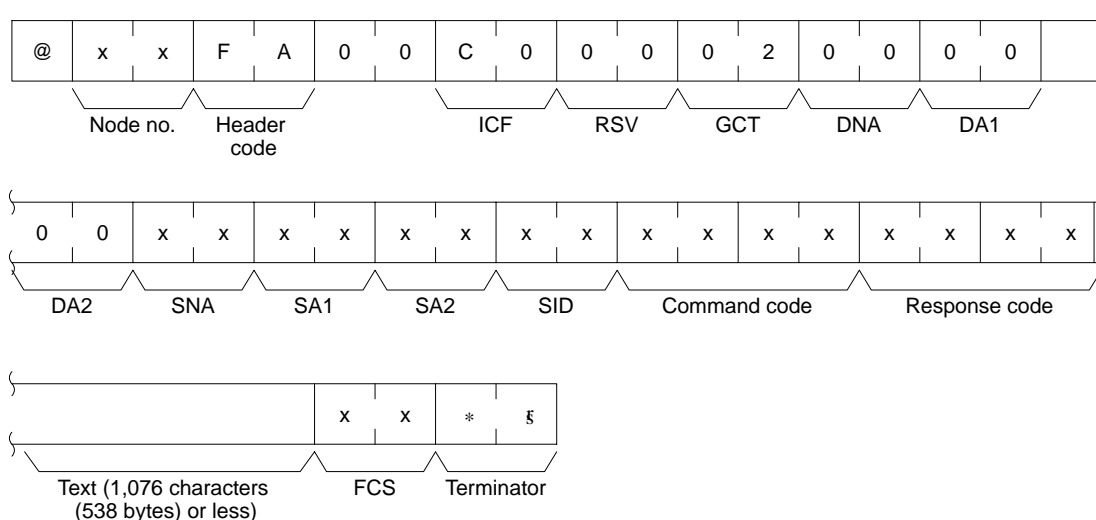 @ x x F A 0 0 C 0 0 0 0 2 0 0 0 0
Node no. Header code ICF RSV GCT DNA DA1
0 0 x x x x x x x x x x x x x x x x
DA2 SNA SA1 SA2 SID Command code Response code
x x *
Text (1,076 characters (538 bytes) or less) FCS Terminator